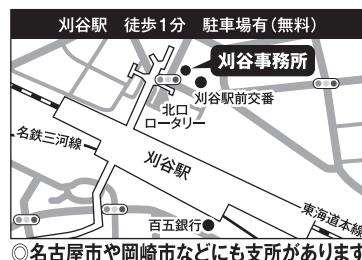 刈谷駅 徒歩1分 駐車場有(無料)
刈谷事務所
刈谷駅前交番
北口
ロータリー
名鉄三河線
刈谷駅
東海道本線
百五銀行
◎名古屋市や岡崎市などにも支所があります